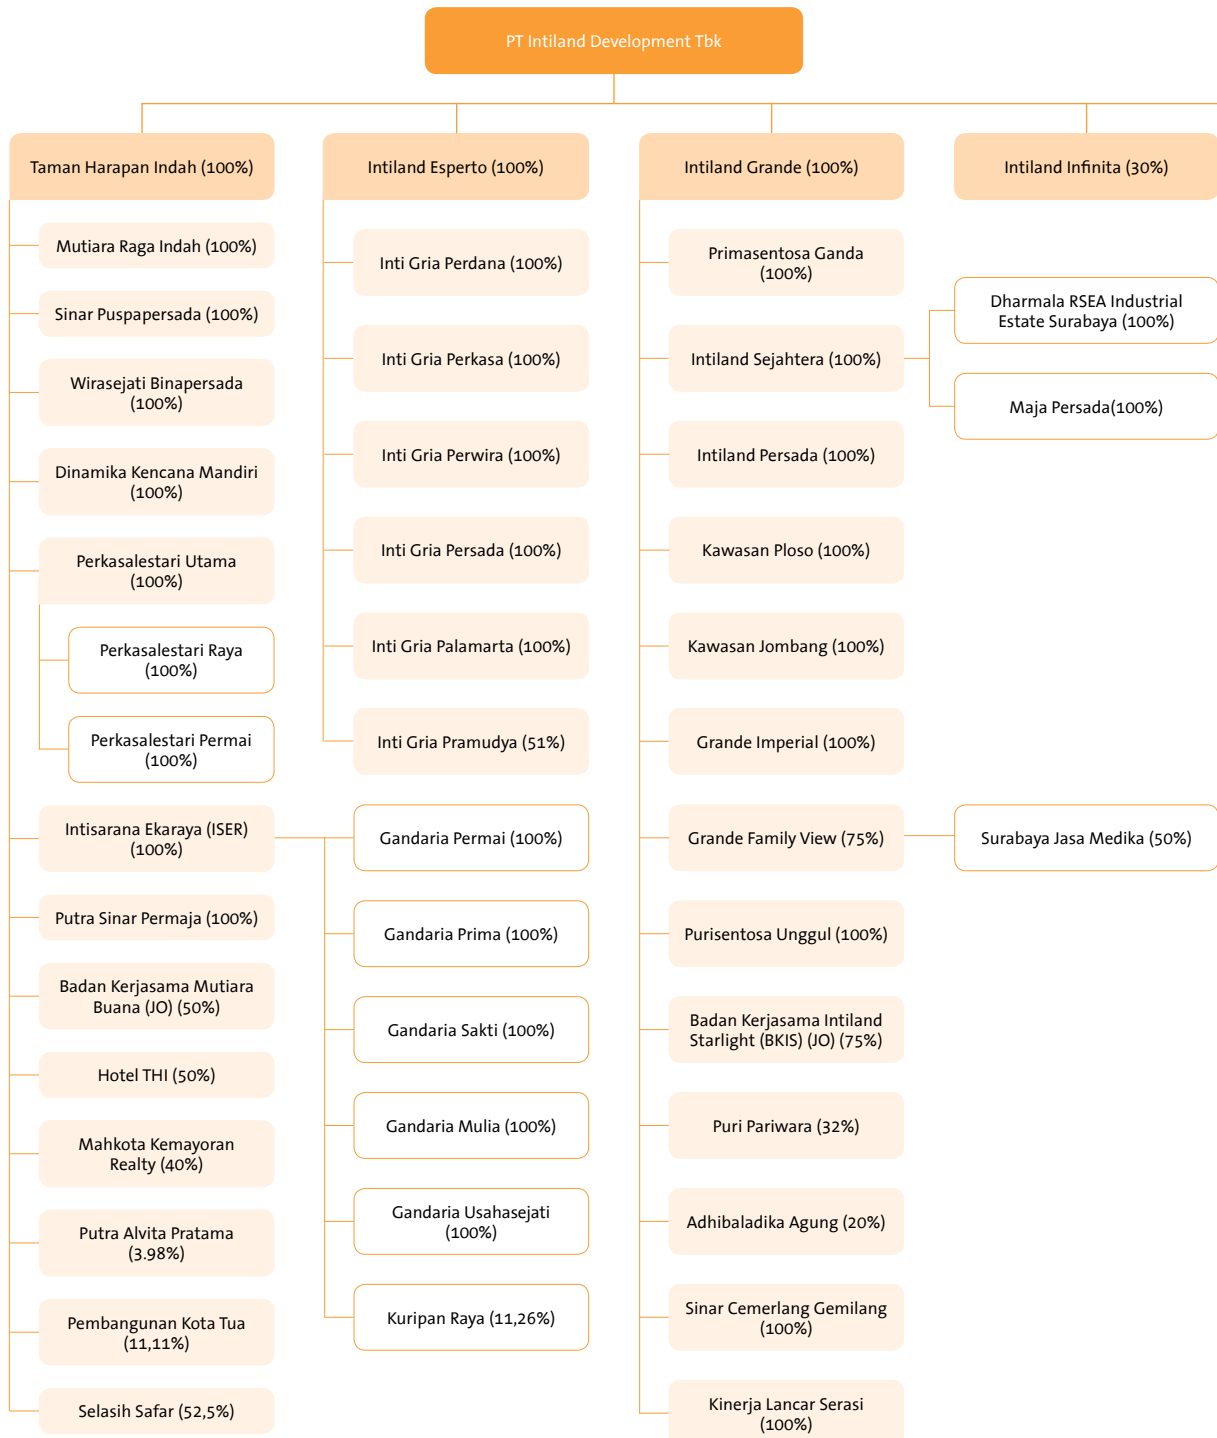 PT Intiland Development Tbk
Taman Harapan Indah (100%)
Mutiara Raga Indah (100%)
Sinar Puspapersada (100%)
Wirasejati Binapersada
(100%)
Dinamika Kencana Mandiri
(100%)
Perkasalestari Utama
(100%)
Perkasalestari Raya
(100%)
Perkasalestari Permai
(100%)
Intisarana Ekaraya (ISER)
(100%)
Putra Sinar Permaja (100%)
Badan Kerjasama Mutiara
Buana (JO) (50%)
Hotel THI (50%)
Mahkota Kemayoran
Realty (40%)
Putra Alvita Pratama
(3.98%)
Pembangunan Kota Tua
(11,11%)
Selasih Safar (52,5%)
Intiland Esperto (100%)
Inti Gria Perdana (100%)
Inti Gria Perkasa (100%)
Inti Gria Perwira (100%)
Inti Gria Persada (100%)
Inti Gria Palamarta (100%)
Inti Gria Pramudya (51%)
Gandaria Permai (100%)
Gandaria Prima (100%)
Gandaria Sakti (100%)
Gandaria Mulia (100%)
Gandaria Usahasejati
(100%)
Kuripan Raya (11,26%)
Intiland Grande (100%)
Primasentosa Ganda
(100%)
Intiland Sejahtera (100%)
Intiland Persada (100%)
Kawasan Ploso (100%)
Kawasan Jombang (100%)
Grande Imperial (100%)
Grande Family View (75%)
Purisentosa Unggul (100%)
Badan Kerjasama Intiland
Starlight (BKIS) (JO) (75%)
Puri Pariwara (32%)
Adhibaladika Agung (20%)
Sinar Cemerlang Gemilang
(100%)
Kinerja Lancar Serasi
(100%)
Intiland Infinita (30%)
Dharmala RSEA Industrial
Estate Surabaya (100%)
Maja Persada(100%)
Surabaya Jasa Medika (50%)